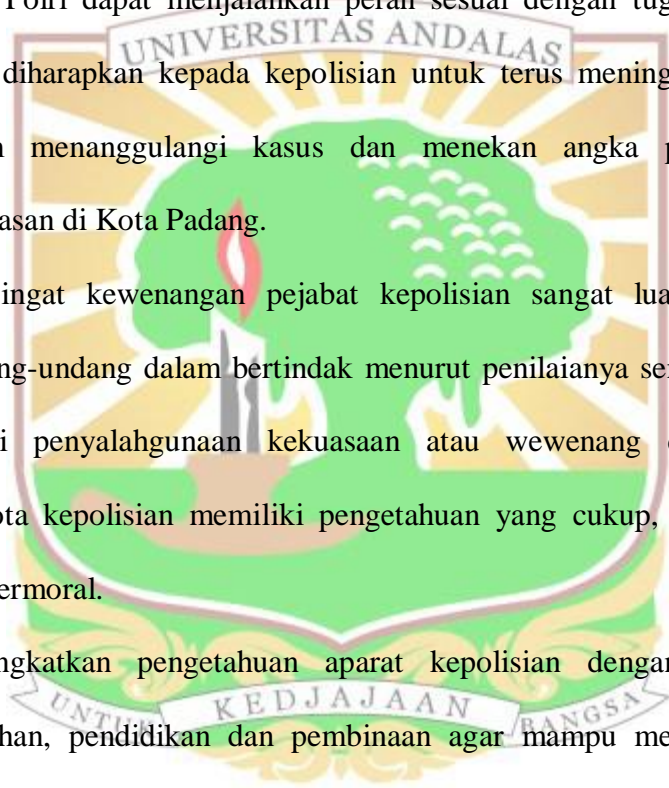 Polri dapat menjalankan peran sesuai dengan tug
UNIVERSITAS ANDALAS
diharapkan kepada kepolisian untuk terus mening
menanggulangi kasus dan menekan angka p
asan di Kota Padang.
ingat kewenangan pejabat kepolisian sangat lua
ng-undang dalam bertindak menurut penilaianya se
i penyalahgunaan kekuasaan atau wewenang
ota kepolisian memiliki pengetahuan yang cukup,
ermoral.
ngkatkan pengetahuan aparat kepolisian dengan
UNTUK KEDJAJAAN BANGSA
han, pendidikan dan pembinaan agar mampu me